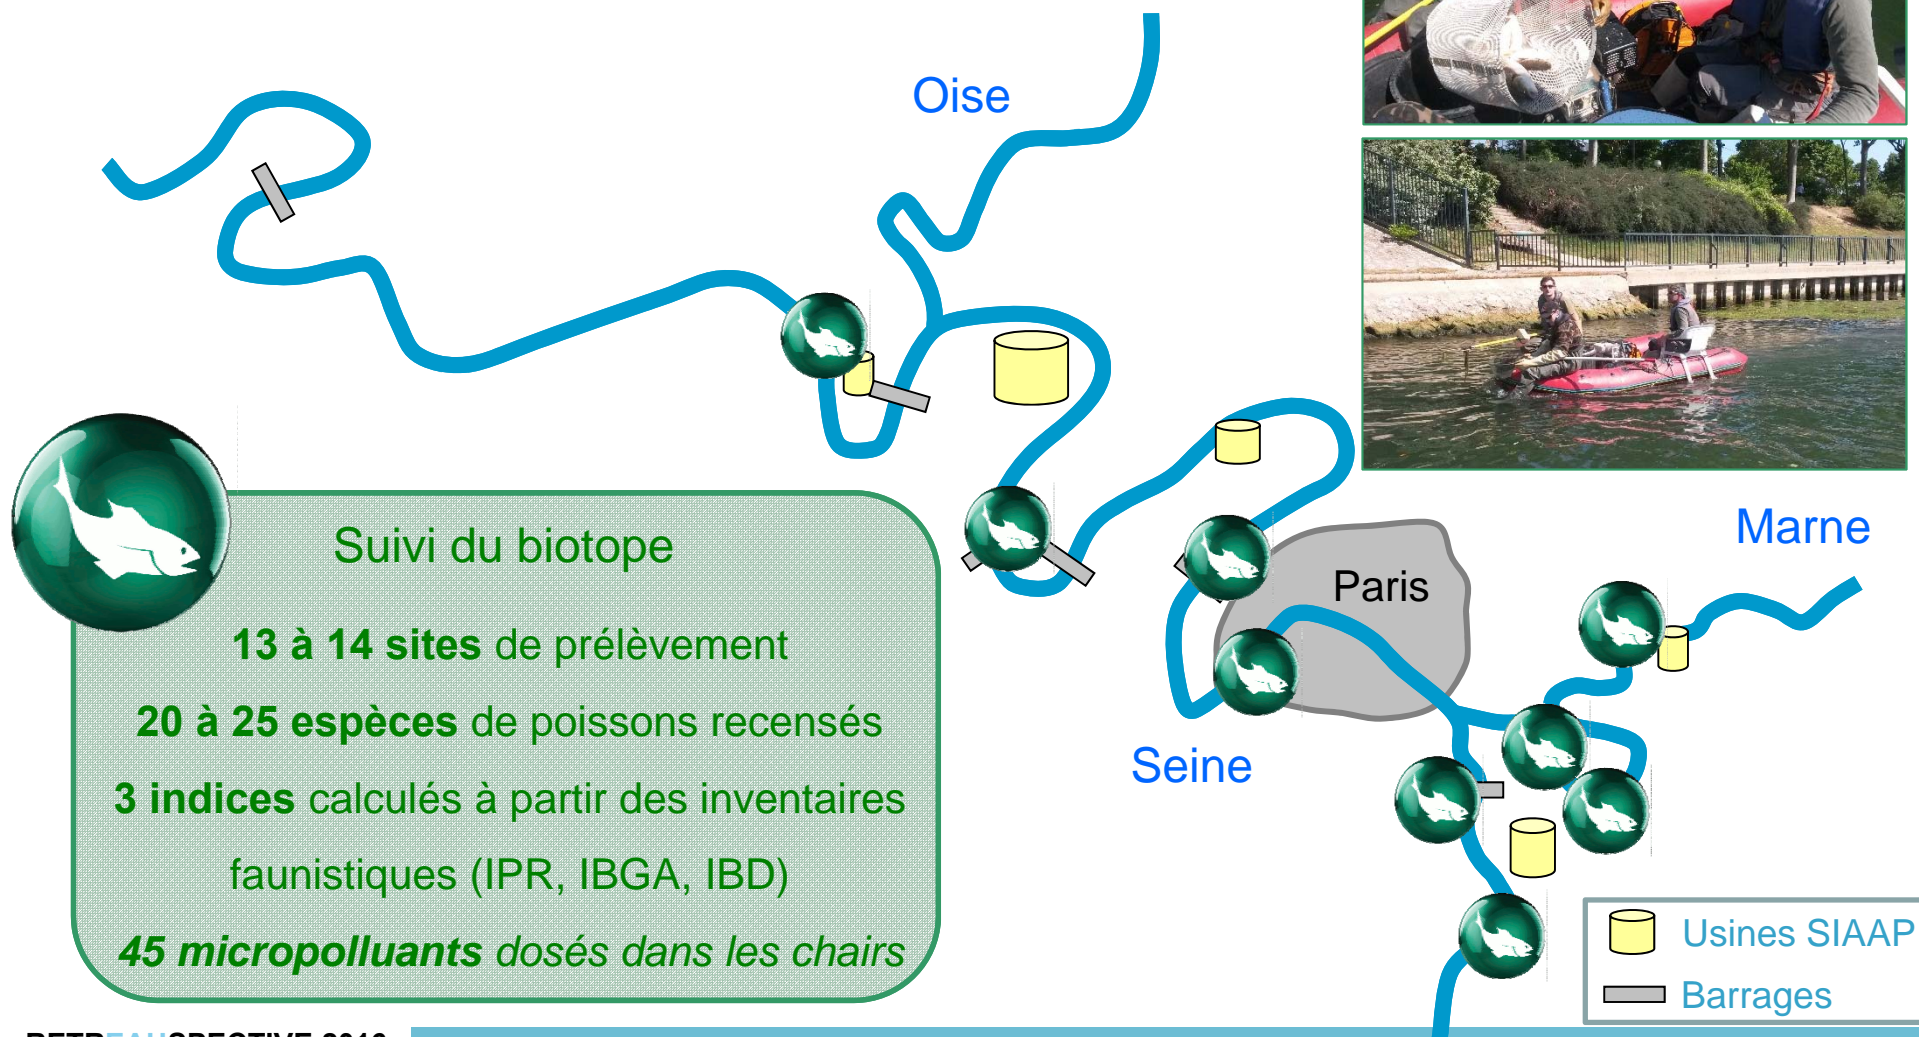 Oise
Marne
Paris
Seine
Suivi du biotope
13 à 14 sites de prélèvement
20 à 25 espèces de poissons recensés
3 indices calculés à partir des inventaires
faunistiques (IPR, IBGA, IBD)
45 micropolluants dosés dans les chairs
Usines SIAAP
Barrages